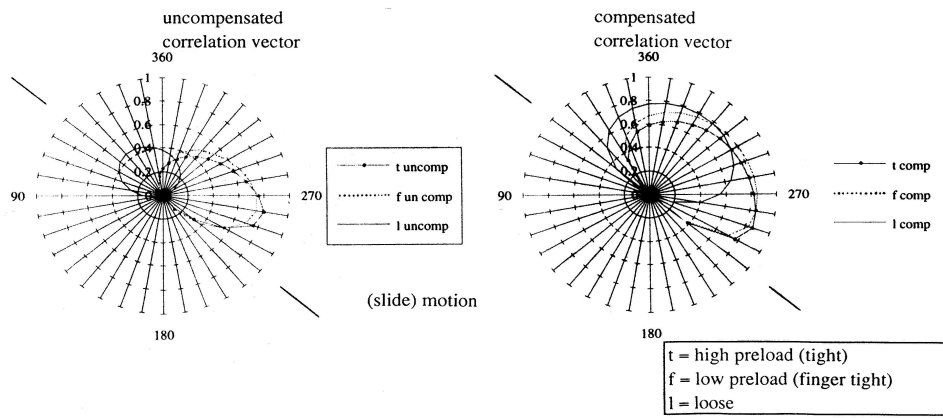 uncompensated
correlation vector
360
1
0.8
0.6
0.4
0.2
0
90
270
180
t uncomp
f un comp
l uncomp
(slide) motion
compensated
correlation vector
360
1
0.8
0.6
0.4
0.2
0
90
270
180
t comp
f comp
l comp
t = high preload (tight)
f = low preload (finger tight)
l = loose